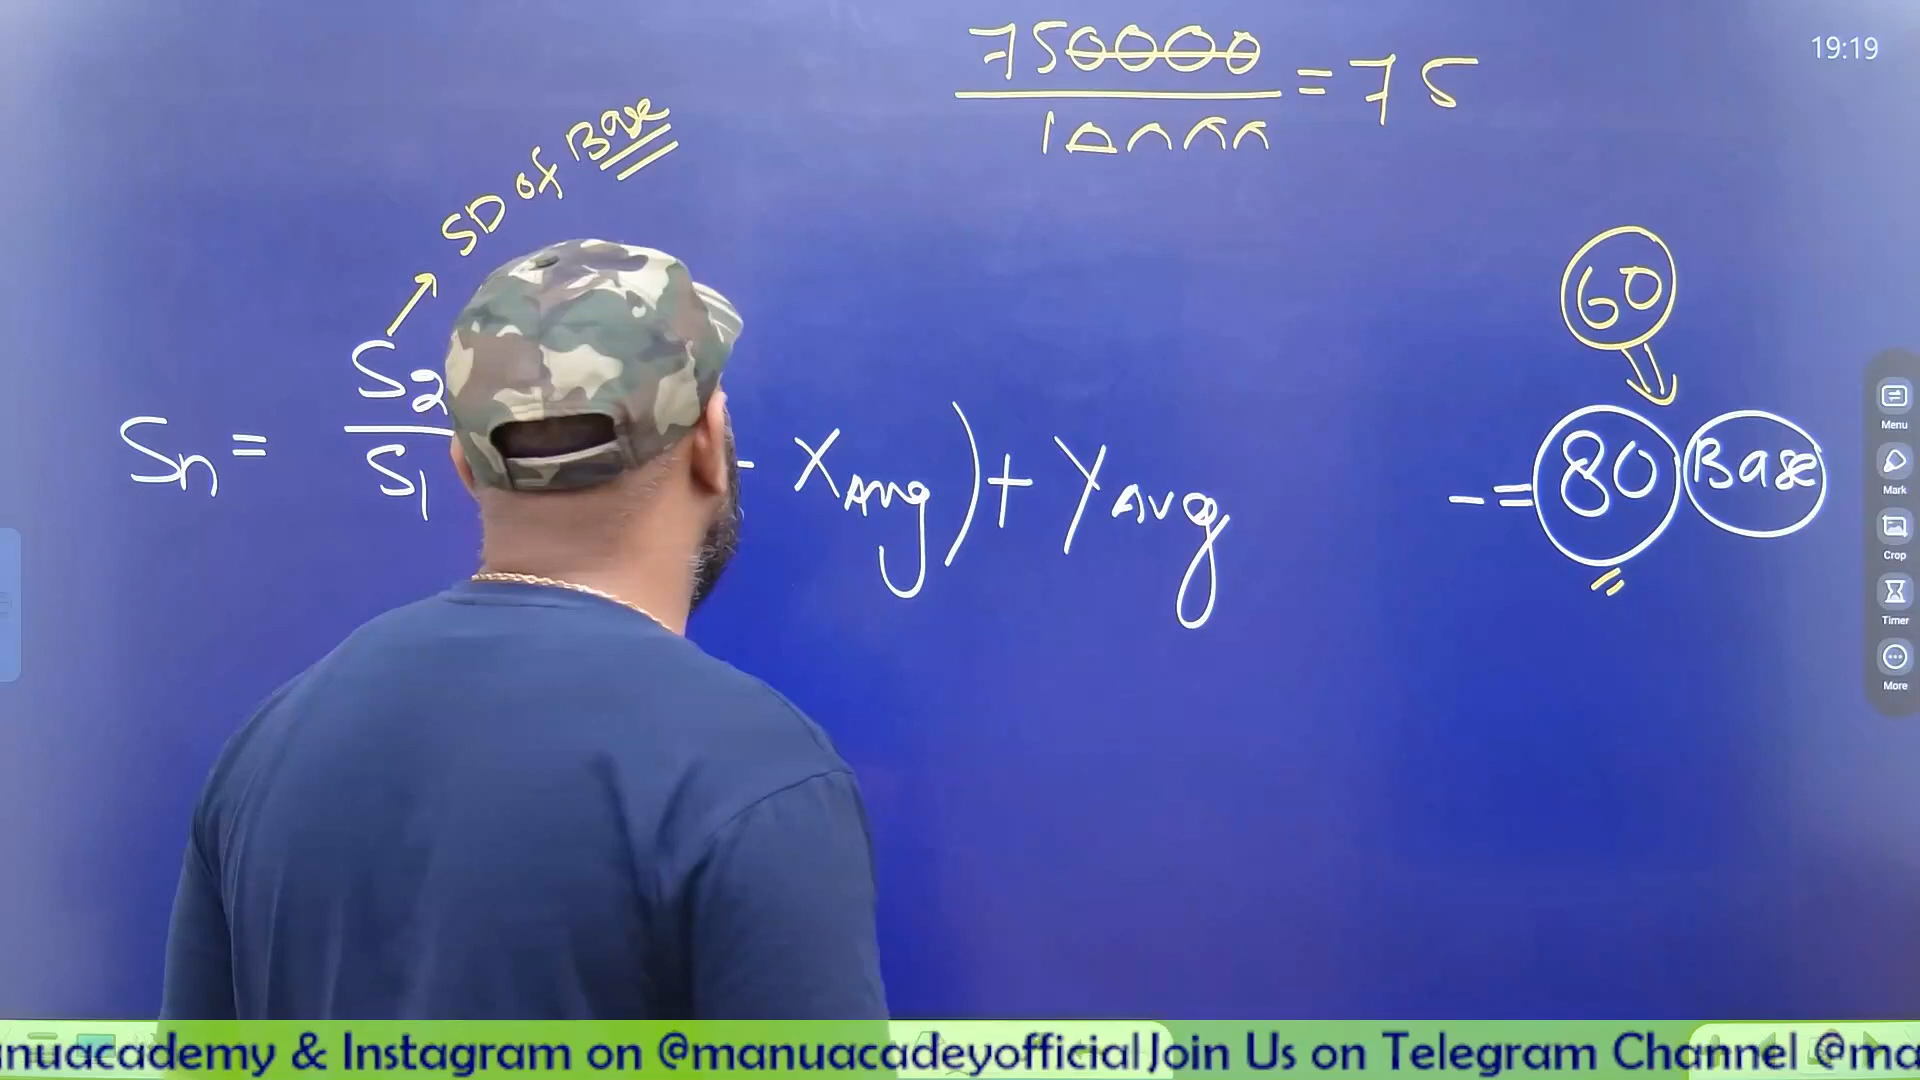 750000
= 75
10000
19:19
SD of Base
60
S2
Sn =
S1
- XAvg) + YAvg
- = 80 Base
Menu
Mark
Crop
Timer
More
nuacademy & Instagram on @manuacadeyofficial Join Us on Telegram Channel @ma